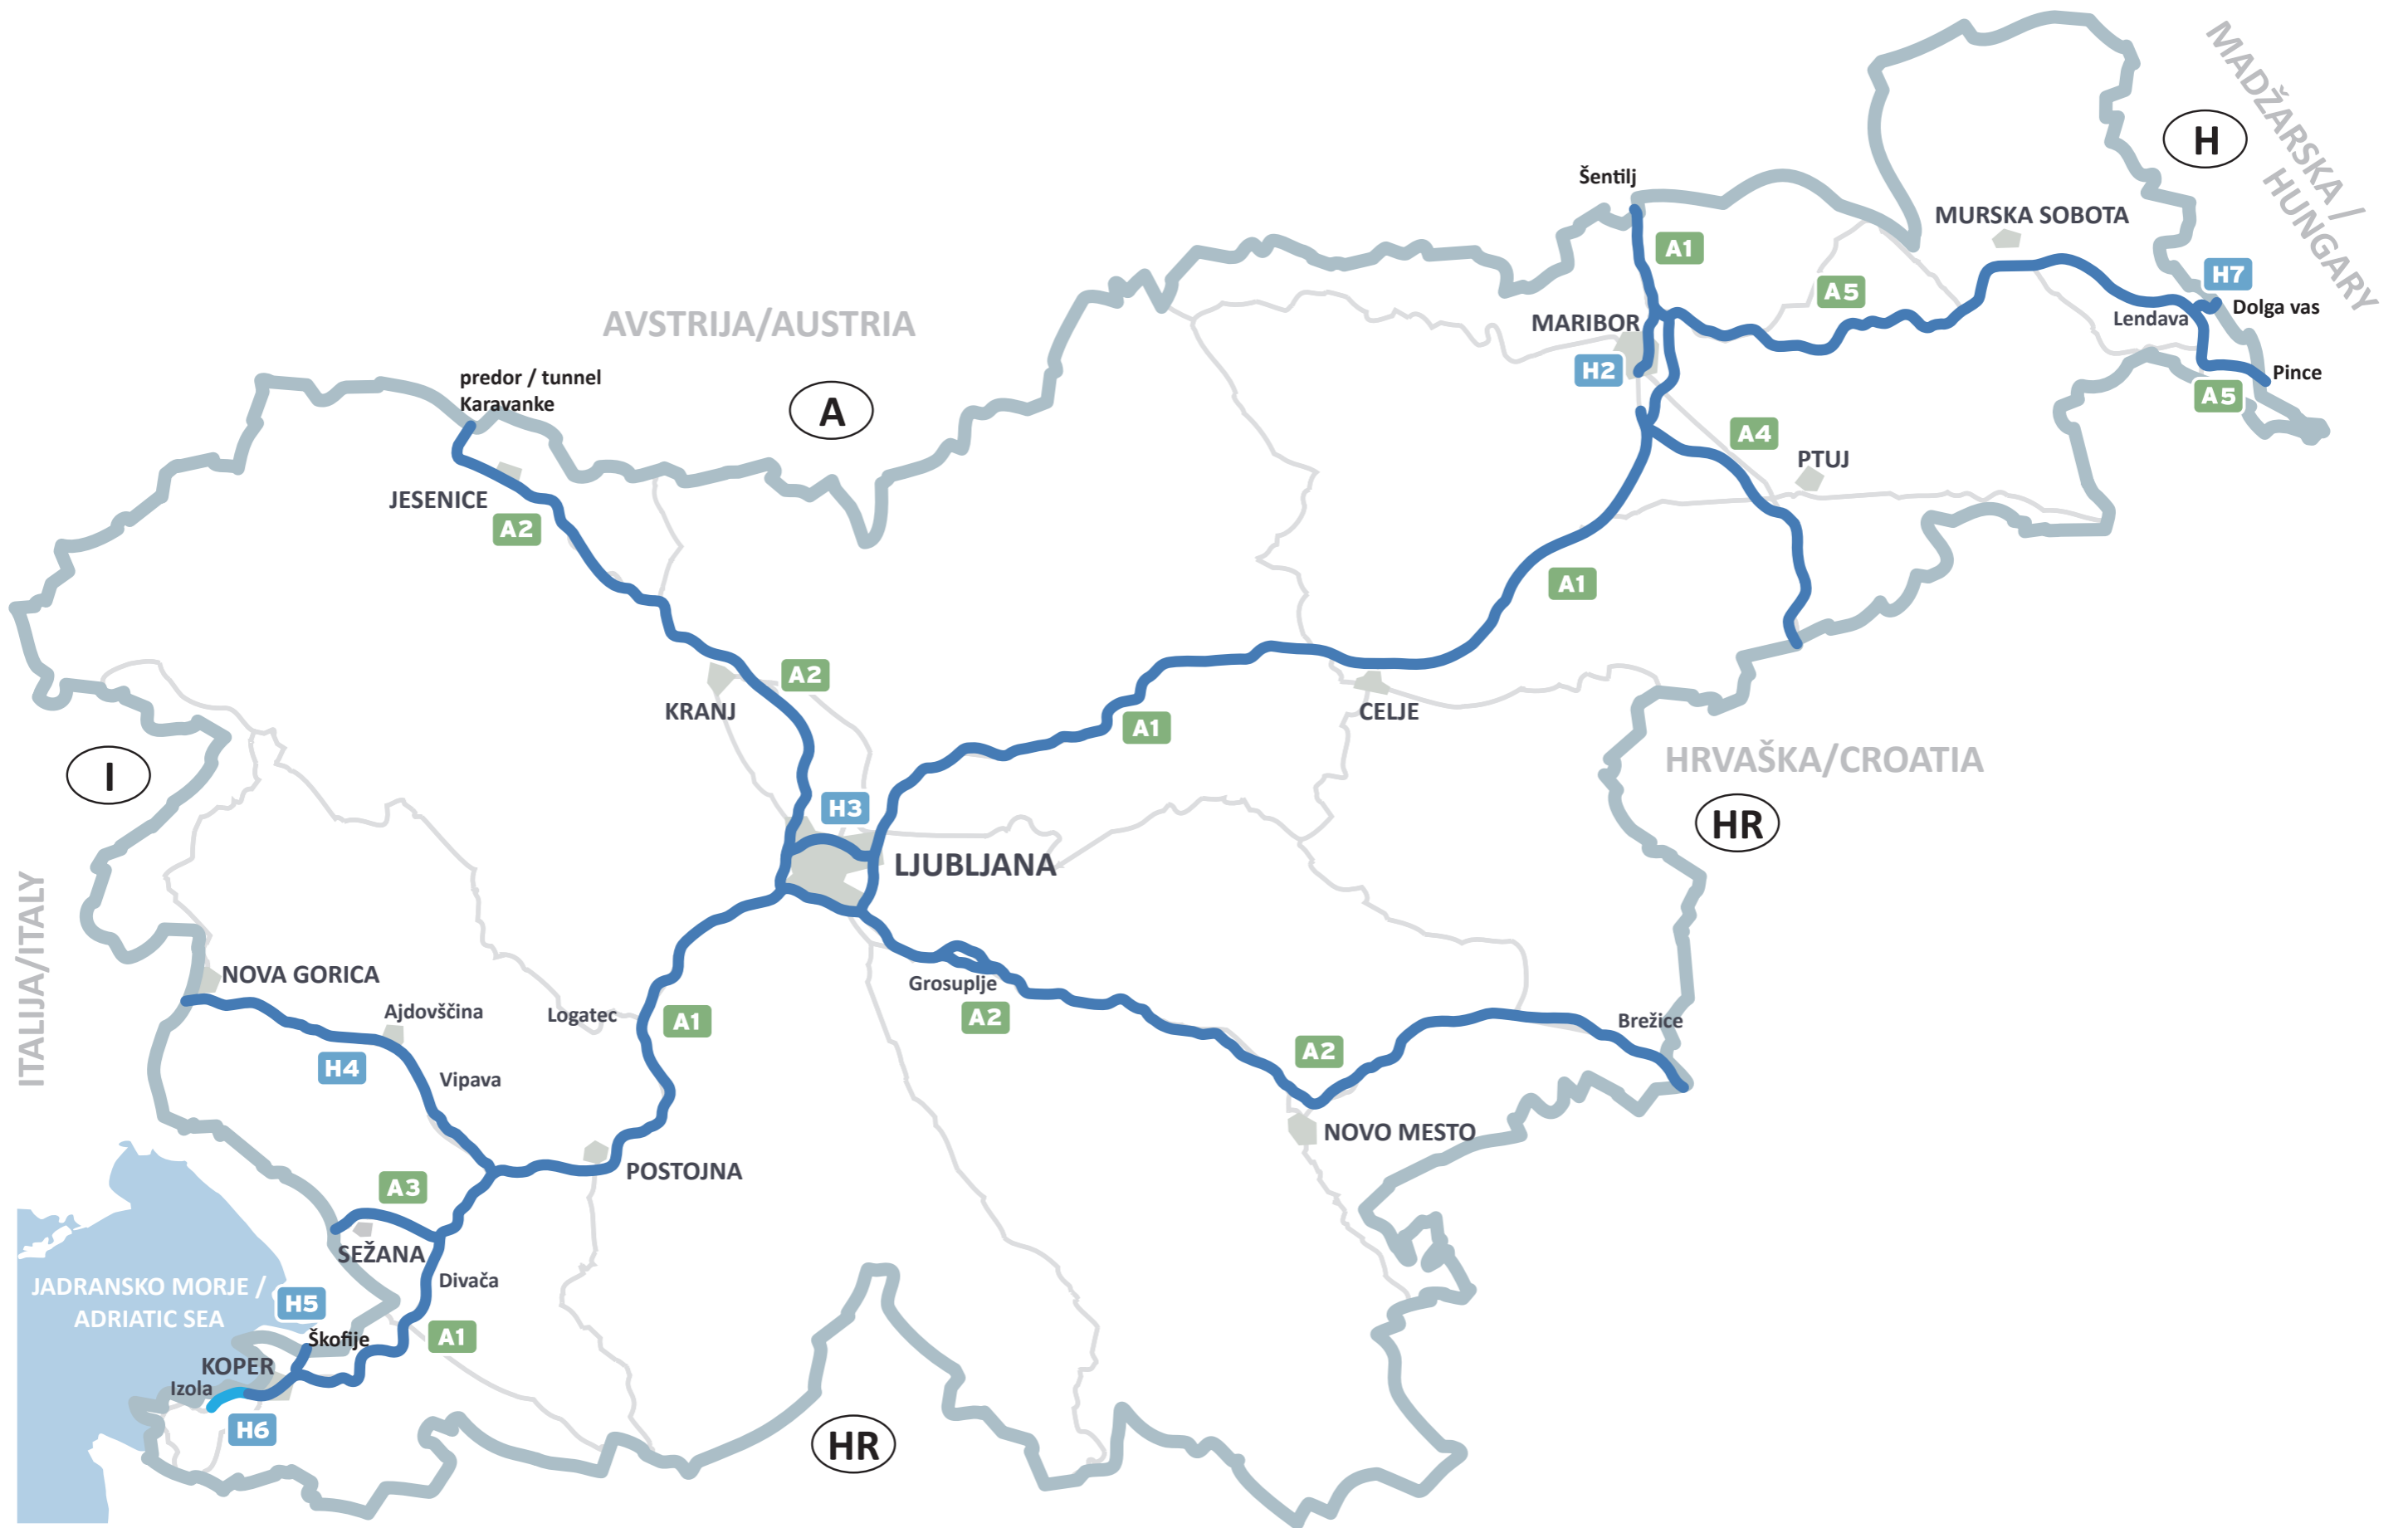 MADŽARSKA /
HUNGARY
H
Šentilj
A1
MURSKA SOBOTA
H7
A5
Dolga vas
Lendava
AVSTRIJA/AUSTRIA
MARIBOR
H2
Pince
A5
predor / tunnel
Karavanke
A
A4
PTUJ
JESENICE
A2
A1
A2
KRANJ
CELJE
A1
HRVAŠKA/CROATIA
I
H3
HR
LJUBLJANA
ITALIJA/ITALY
NOVA GORICA
Grosuplje
Ajdovščina
Logatec
A1
A2
Brežice
H4
A2
Vipava
NOVO MESTO
POSTOJNA
A3
SEŽANA
Divača
JADRANSKO MORJE /
ADRIATIC SEA
H5
Škofije
A1
KOPER
Izola
H6
HR